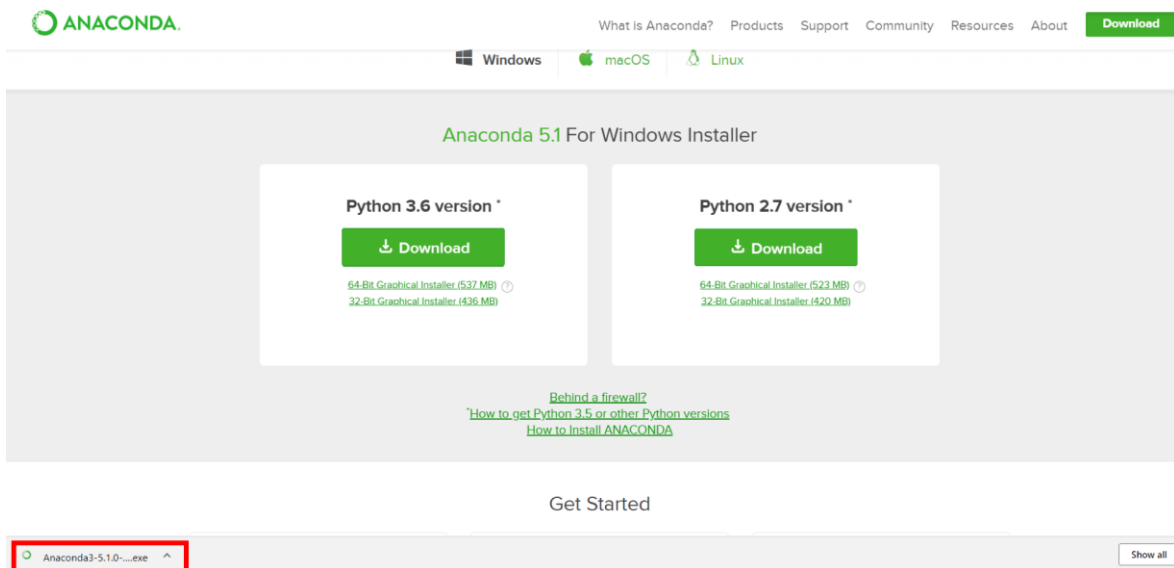 ANACONDA.
What is Anaconda? Products Support Community Resources About Download
Windows macOS Linux
Anaconda 5.1 For Windows Installer
Python 3.6 version *
Download
64-Bit Graphical Installer (537 MB) ?
32-Bit Graphical Installer (436 MB)
Python 2.7 version *
Download
64-Bit Graphical Installer (523 MB) ?
32-Bit Graphical Installer (420 MB)
Behind a firewall?
*How to get Python 3.5 or other Python versions
How to Install ANACONDA
Get Started
Anaconda3-5.1.0-....exe
Show all